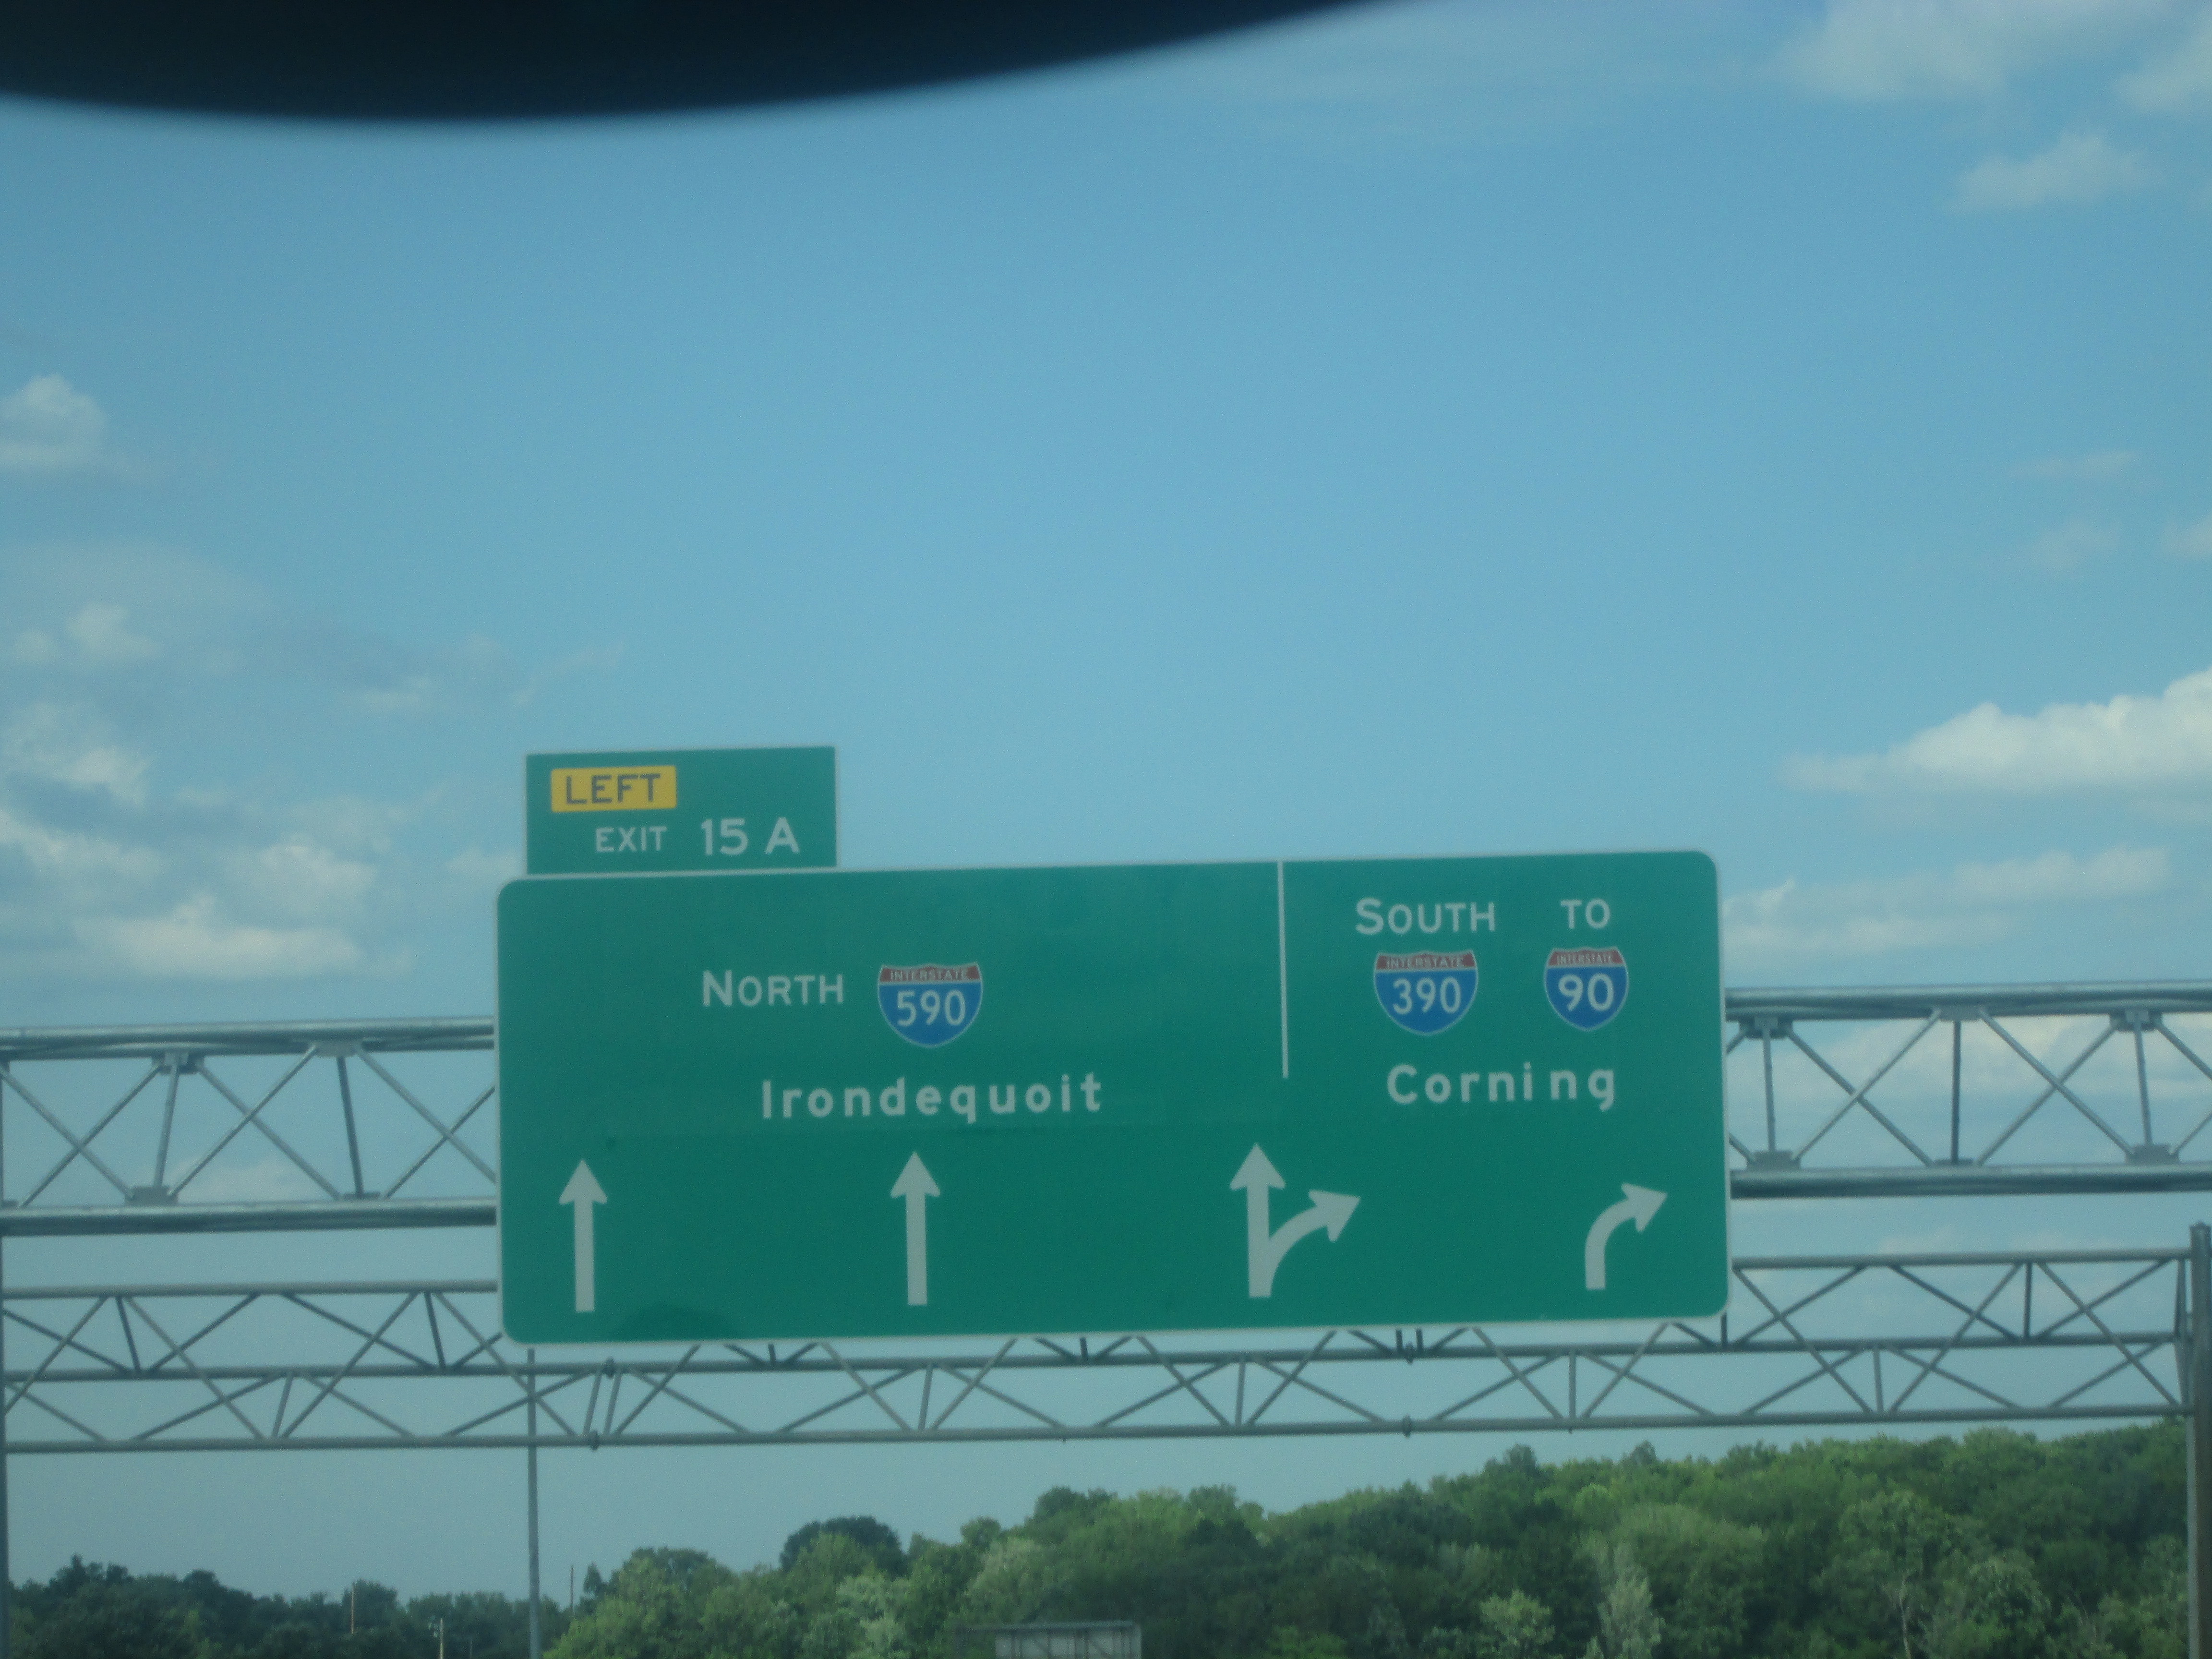 LEFT
EXIT 15 A
NORTH INTERSTATE 590
Irondequoit
SOUTH TO
INTERSTATE 390 INTERSTATE 90
Corning